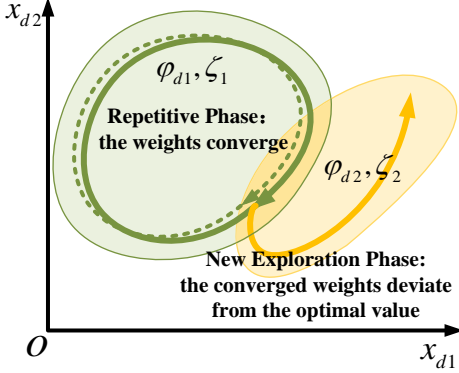 x_{d2}
φ_{d1}, ζ_1
Repetitive Phase:
the weights converge
φ_{d2}, ζ_2
New Exploration Phase:
the converged weights deviate
from the optimal value
O
x_{d1}